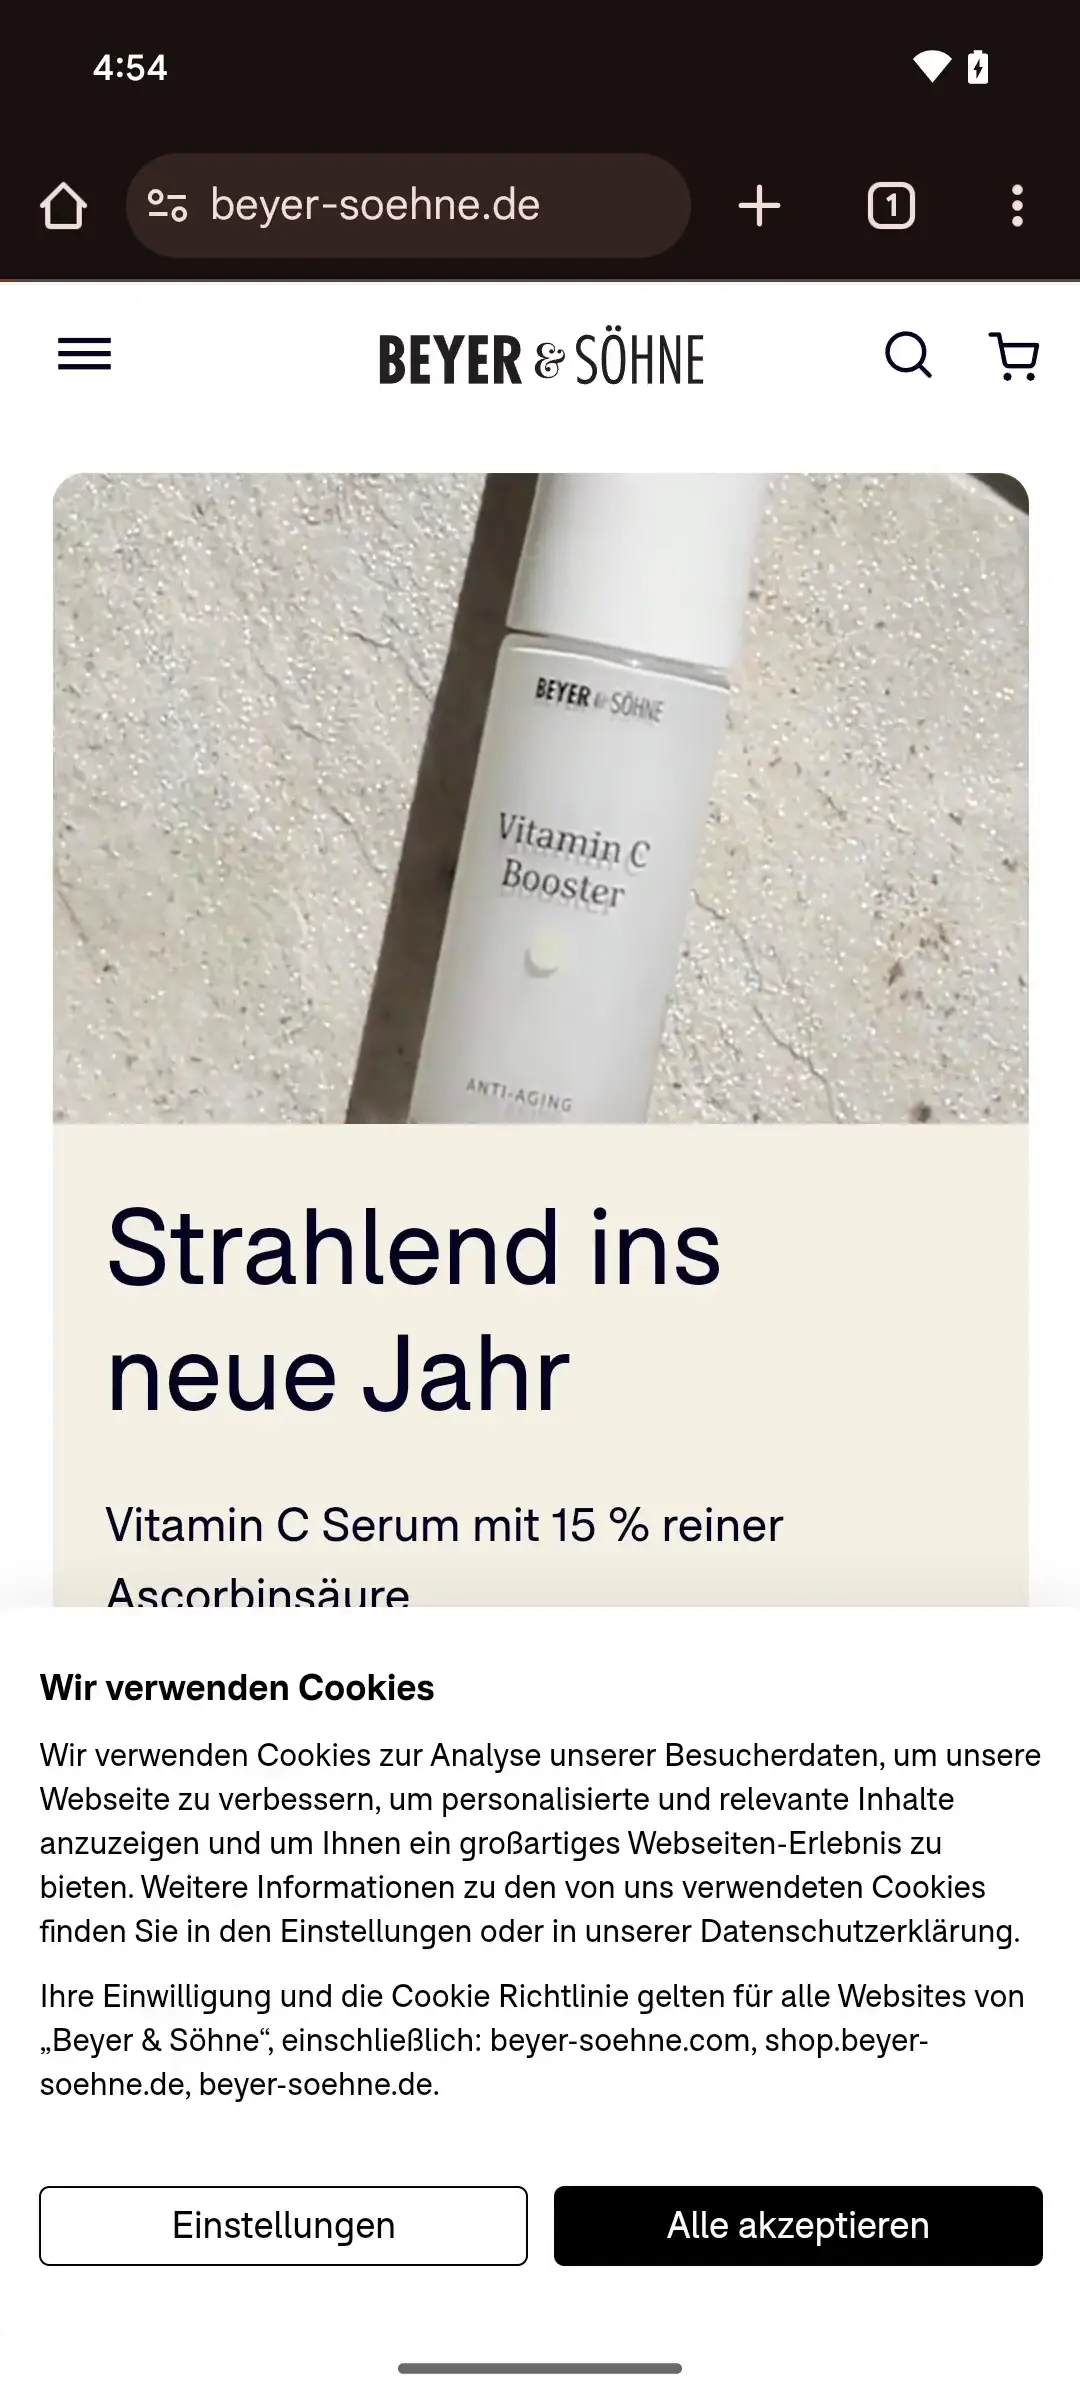 4:54
beyer-soehne.de
1
BEYER & SÖHNE
BEYER & SÖHNE
Vitamin C
Booster
ANTI-AGING
Strahlend ins
neue Jahr
Vitamin C Serum mit 15 % reiner
Ascorbinsäure
Wir verwenden Cookies
Wir verwenden Cookies zur Analyse unserer Besucherdaten, um unsere
Webseite zu verbessern, um personalisierte und relevante Inhalte
anzuzeigen und um Ihnen ein großartiges Webseiten-Erlebnis zu
bieten. Weitere Informationen zu den von uns verwendeten Cookies
finden Sie in den Einstellungen oder in unserer Datenschutzerklärung.
Ihre Einwilligung und die Cookie Richtlinie gelten für alle Websites von
„Beyer & Söhne“, einschließlich: beyer-soehne.com, shop.beyer-
soehne.de, beyer-soehne.de.
Einstellungen
Alle akzeptieren